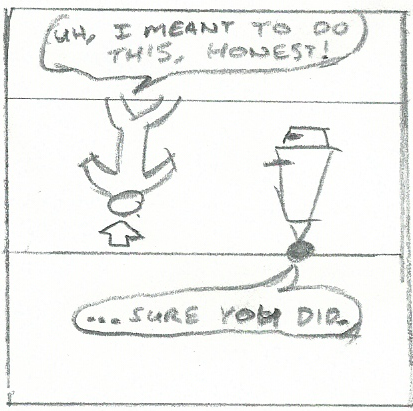 UH, I MEANT TO DO
THIS, HONEST!
...SURE YOU DID.